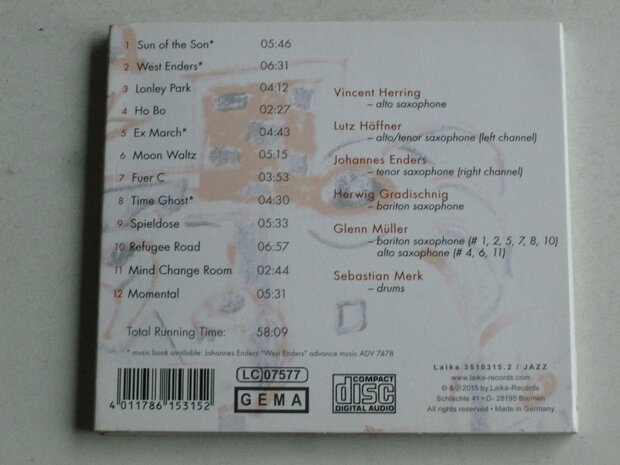 1 Sun of the Son* 05:46
2 West Enders* 06:31
3 Lonley Park 04:12
4 Ho Bo 02:27
5 Ex March* 04:43
6 Moon Waltz 05:15
7 Fuer C 03:53
8 Time Ghost* 04:30
9 Spieldose 05:33
10 Refugee Road 06:57
11 Mind Change Room 02:44
12 Momental 05:31
Total Running Time: 58:09
* music book available: Johannes Enders "West Enders" advance music ADV 7478
Vincent Herring
– alto saxophone
Lutz Häffner
– alto/tenor saxophone (left channel)
Johannes Enders
– tenor saxophone (right channel)
Herwig Gradischnig
– bariton saxophone
Glenn Müller
– bariton saxophone (# 1, 2, 5, 7, 8, 10)
alto saxophone (# 4, 6, 11)
Sebastian Merk
– drums
4 011786 153152
LC 07577
GEMA
COMPACT
disc
DIGITAL AUDIO
Laika 3510315.2 / JAZZ
www.laika-records.com
© & ℗ 2015 by Laika-Records
Schlachte 41 • D- 28195 Bremen
All rights reserved • Made in Germany